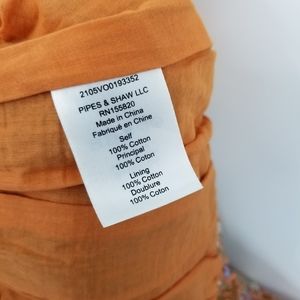 2105VO0193352
PIPES & SHAW LLC
RN155820
Made in China
Fabriqué en Chine
Self
100% Cotton
Principal
100% Coton
Lining
100% Cotton
Doublure
100% Coton